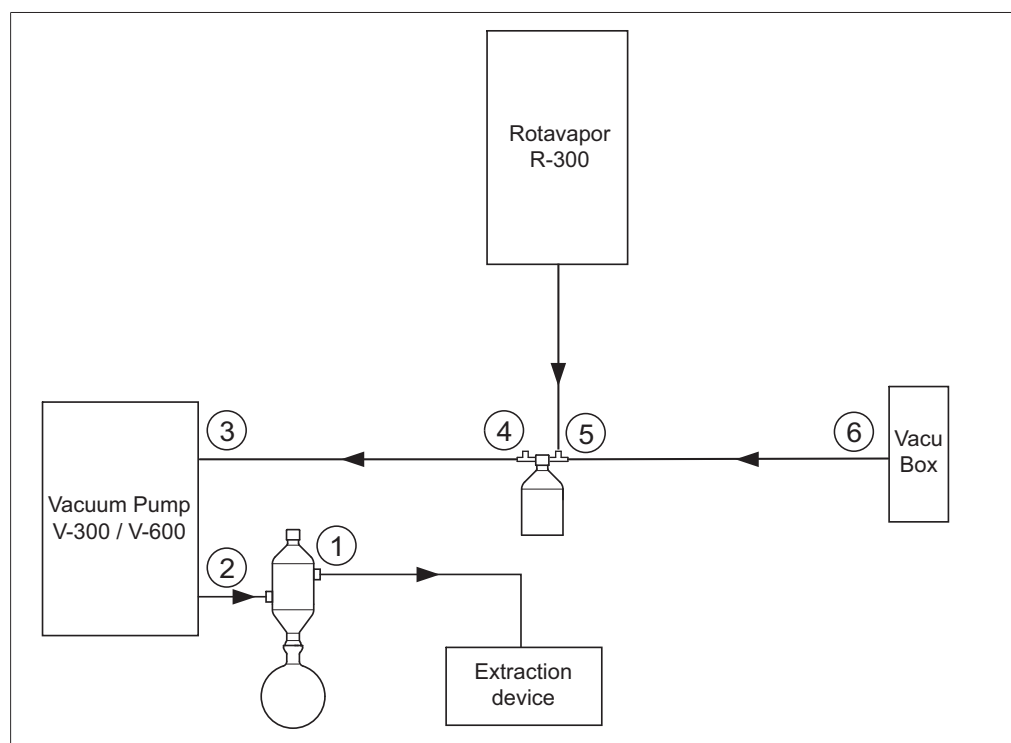 Rotavapor
R-300
3
4
5
6
Vacu
Box
Vacuum Pump
V-300 / V-600
2
1
Extraction
device